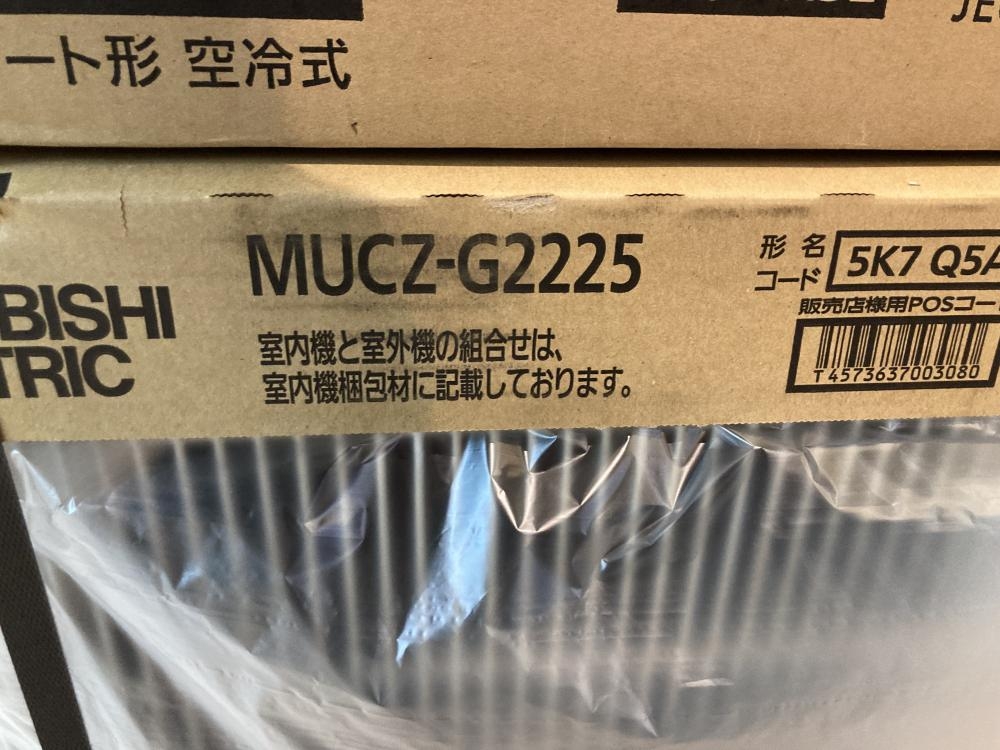 JE
ート形 空冷式
BISHI
TRIC
MUCZ-G2225
室内機と室外機の組合せは、
室内機梱包材に記載しております。
形名
コード
5K7 Q5A
販売店様用POSコー
T4573637003080